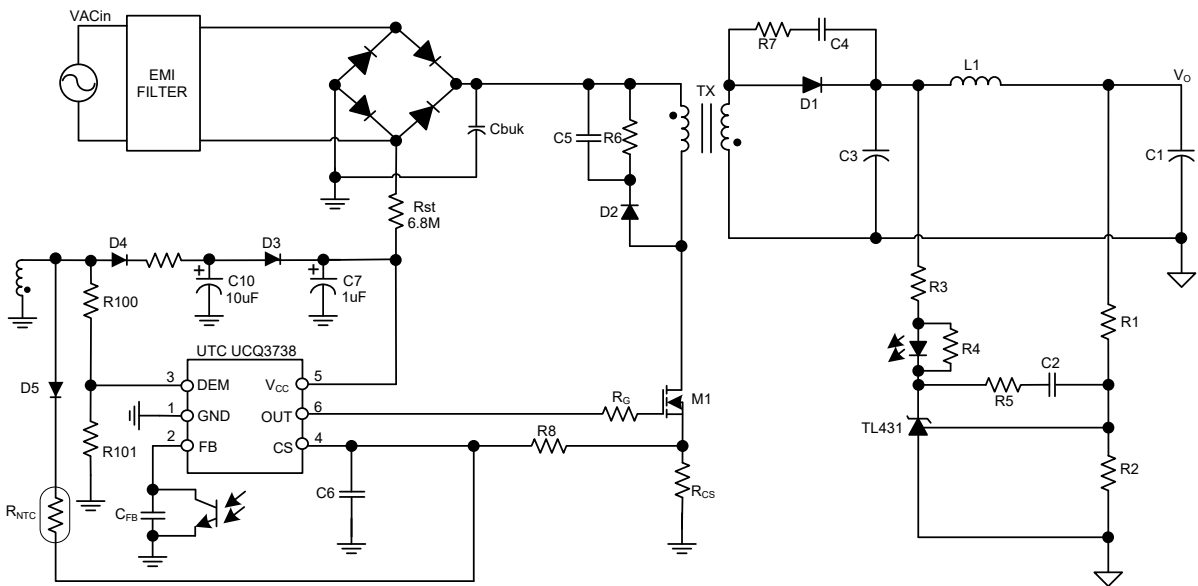 VACin
EMI
FILTER
Cbuk
Rst
6.8M
C5
R6
D2
TX
R7
C4
D1
C3
L1
VO
C1
D4
D3
C10
10uF
C7
1uF
R100
R101
D5
RNTC
UTC UCQ3738
3
DEM
1
GND
2
FB
VCC
5
OUT
6
CS
4
CFB
C6
R8
RG
M1
RCS
R3
R4
R5
C2
TL431
R1
R2
+
+